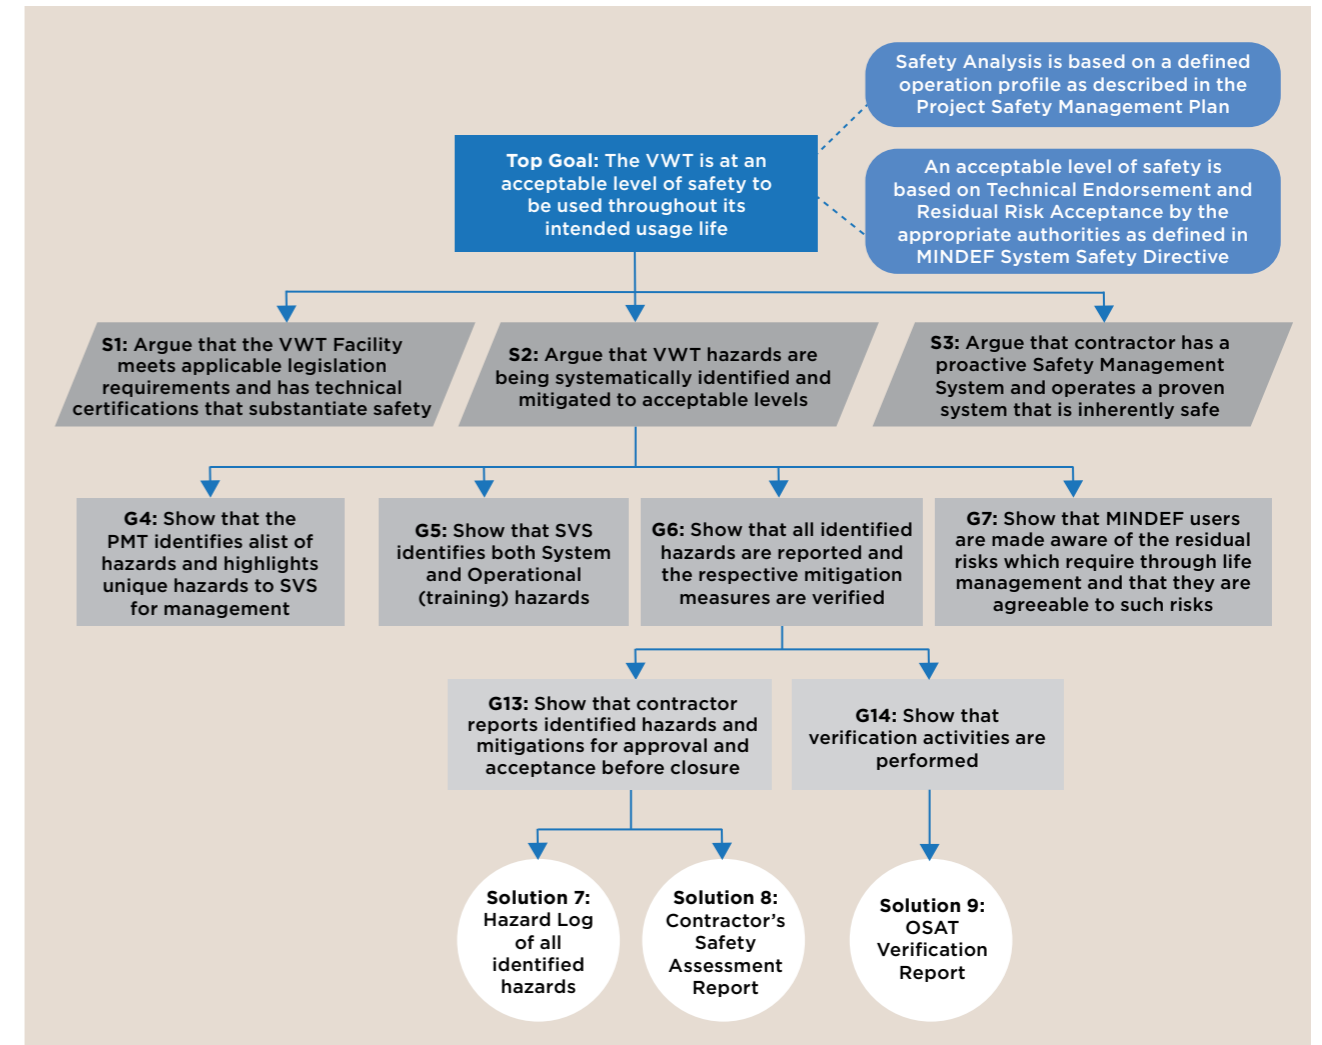 Safety Analysis is based on a defined
operation profile as described in the
Project Safety Management Plan
Top Goal: The VWT is at an
acceptable level of safety to
be used throughout its
intended usage life
An acceptable level of safety is
based on Technical Endorsement and
Residual Risk Acceptance by the
appropriate authorities as defined in
MINDEF System Safety Directive
S1: Argue that the VWT Facility
meets applicable legislation
requirements and has technical
certifications that substantiate safety
S2: Argue that VWT hazards are
being systematically identified and
mitigated to acceptable levels
S3: Argue that contractor has a
proactive Safety Management
System and operates a proven
system that is inherently safe
G4: Show that the
PMT identifies alist of
hazards and highlights
unique hazards to SVS
for management
G5: Show that SVS
identifies both System
and Operational
(training) hazards
G6: Show that all identified
hazards are reported and
the respective mitigation
measures are verified
G7: Show that MINDEF users
are made aware of the residual
risks which require through life
management and that they are
agreeable to such risks
G13: Show that contractor
reports identified hazards and
mitigations for approval and
acceptance before closure
G14: Show that
verification activities are
performed
Solution 7:
Hazard Log
of all
identified
hazards
Solution 8:
Contractor’s
Safety
Assessment
Report
Solution 9:
OSAT
Verification
Report